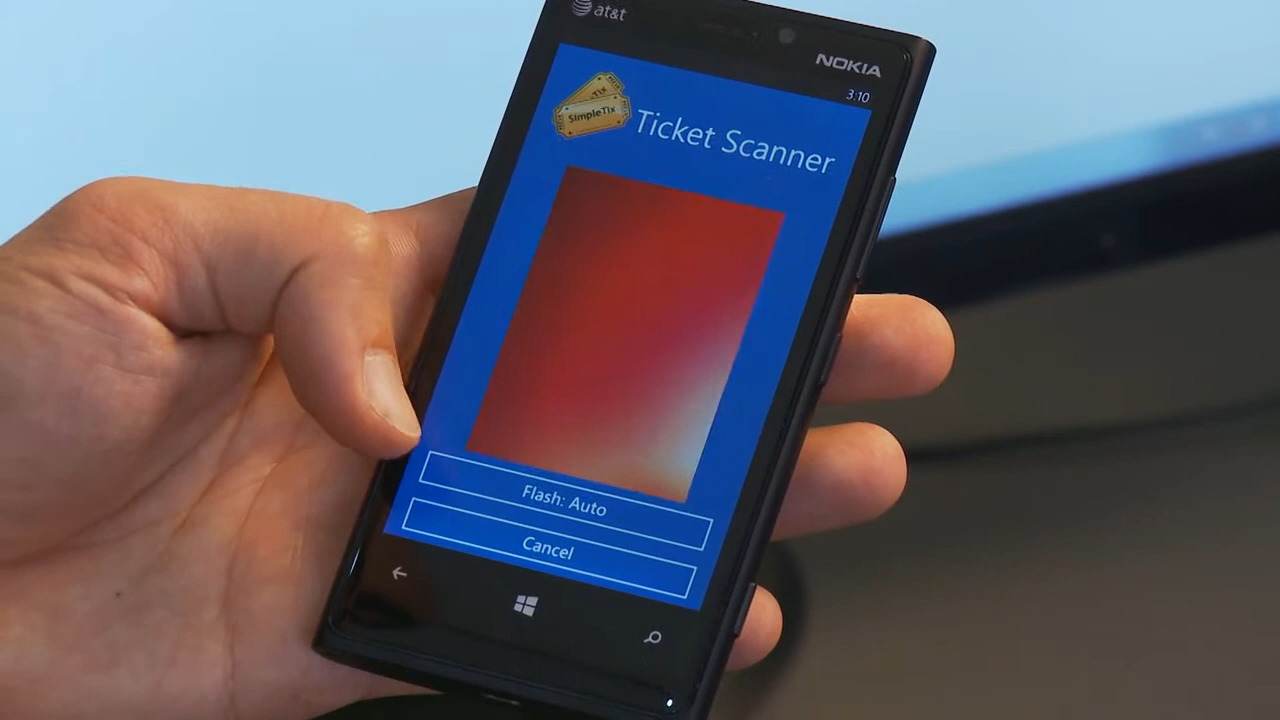 at&t
NOKIA
3:10
Tix
SimpleTix
Ticket Scanner
Flash: Auto
Cancel